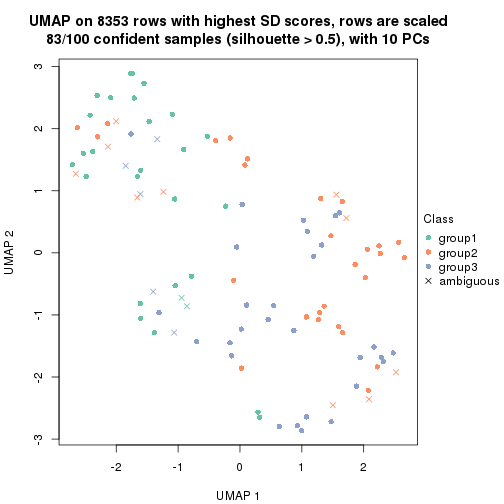 UMAP on 8353 rows with highest SD scores, rows are scaled
83/100 confident samples (silhouette > 0.5), with 10 PCs
3
2
1
0
-1
-2
-3
UMAP 2
-2
-1
0
1
2
UMAP 1
Class
group1
group2
group3
ambiguous